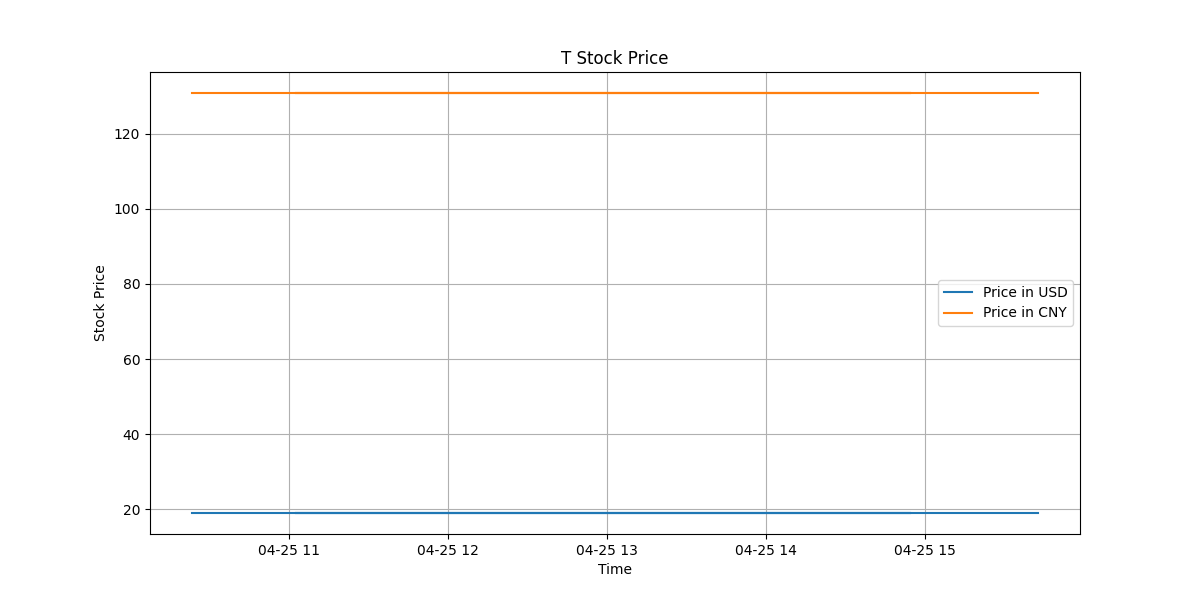 T Stock Price
Stock Price
120
100
80
60
40
20
Price in USD
Price in CNY
04-25 11
04-25 12
04-25 13
04-25 14
04-25 15
Time